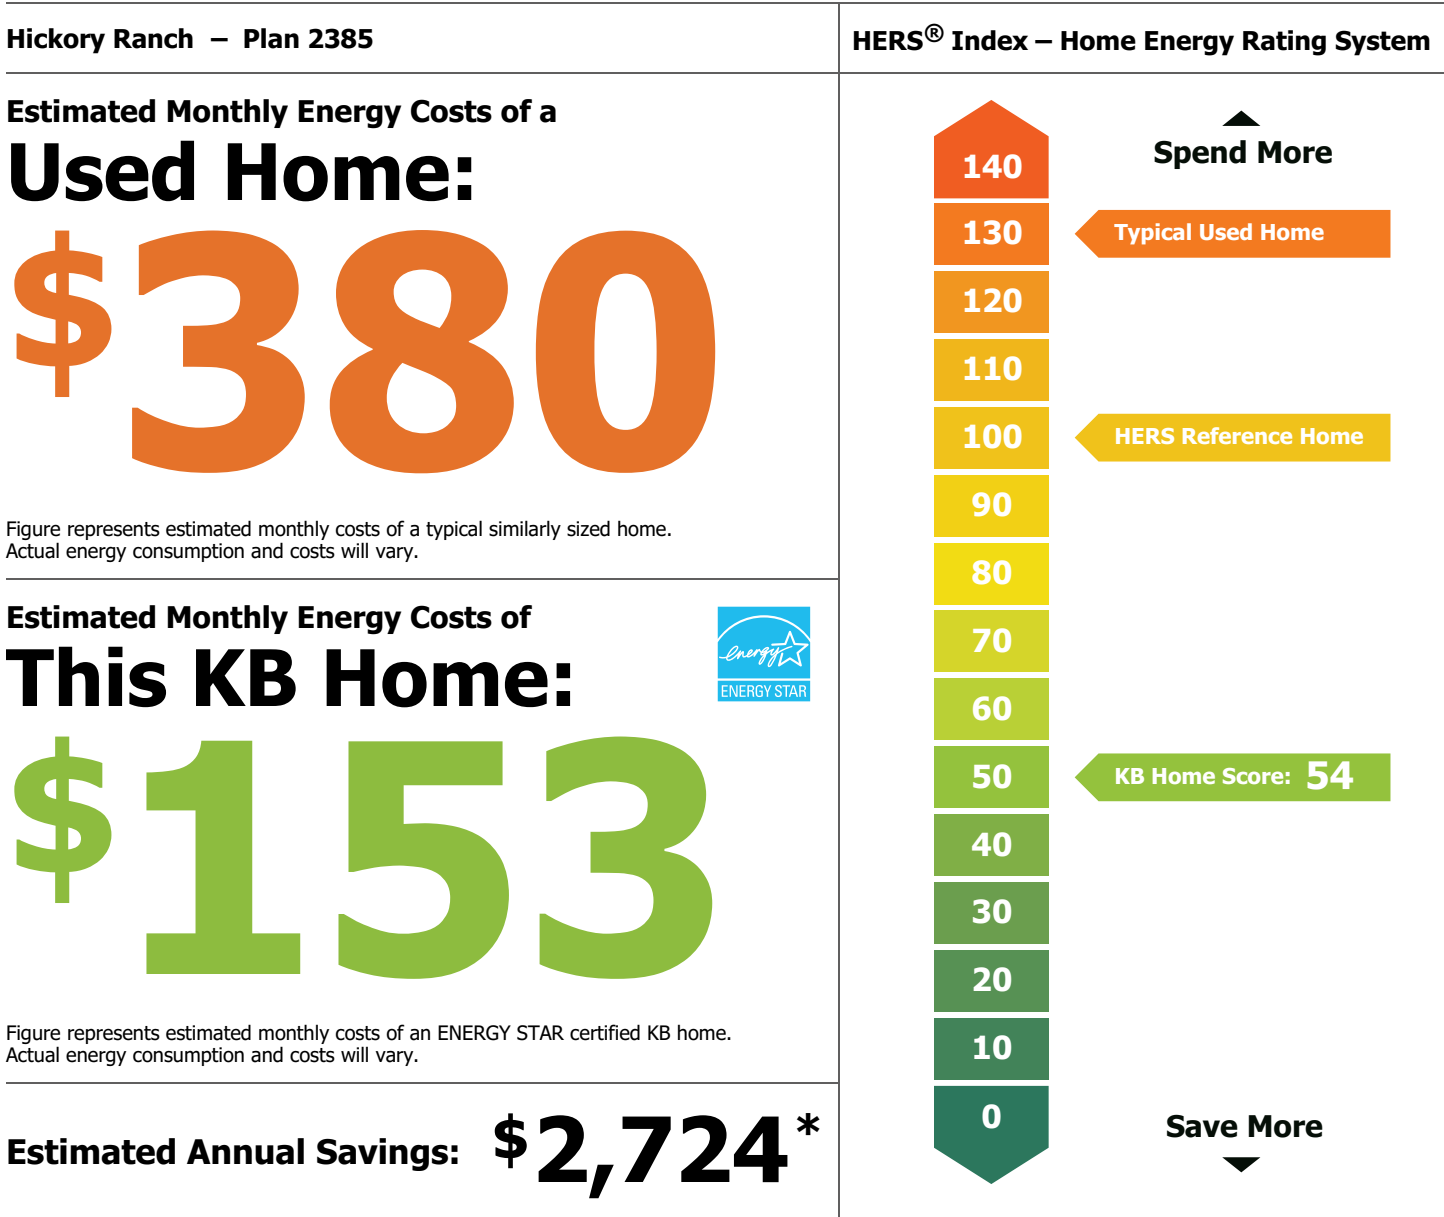 Hickory Ranch – Plan 2385
Estimated Monthly Energy Costs of a
Used Home:
$380
Figure represents estimated monthly costs of a typical similarly sized home.
Actual energy consumption and costs will vary.
Estimated Monthly Energy Costs of
This KB Home:
energy
ENERGY STAR
$153
Figure represents estimated monthly costs of an ENERGY STAR certified KB home.
Actual energy consumption and costs will vary.
Estimated Annual Savings: $2,724*
HERS® Index – Home Energy Rating System
Spend More
140
130 Typical Used Home
120
110
100 HERS Reference Home
90
80
70
60
50 KB Home Score: 54
40
30
20
10
0
Save More